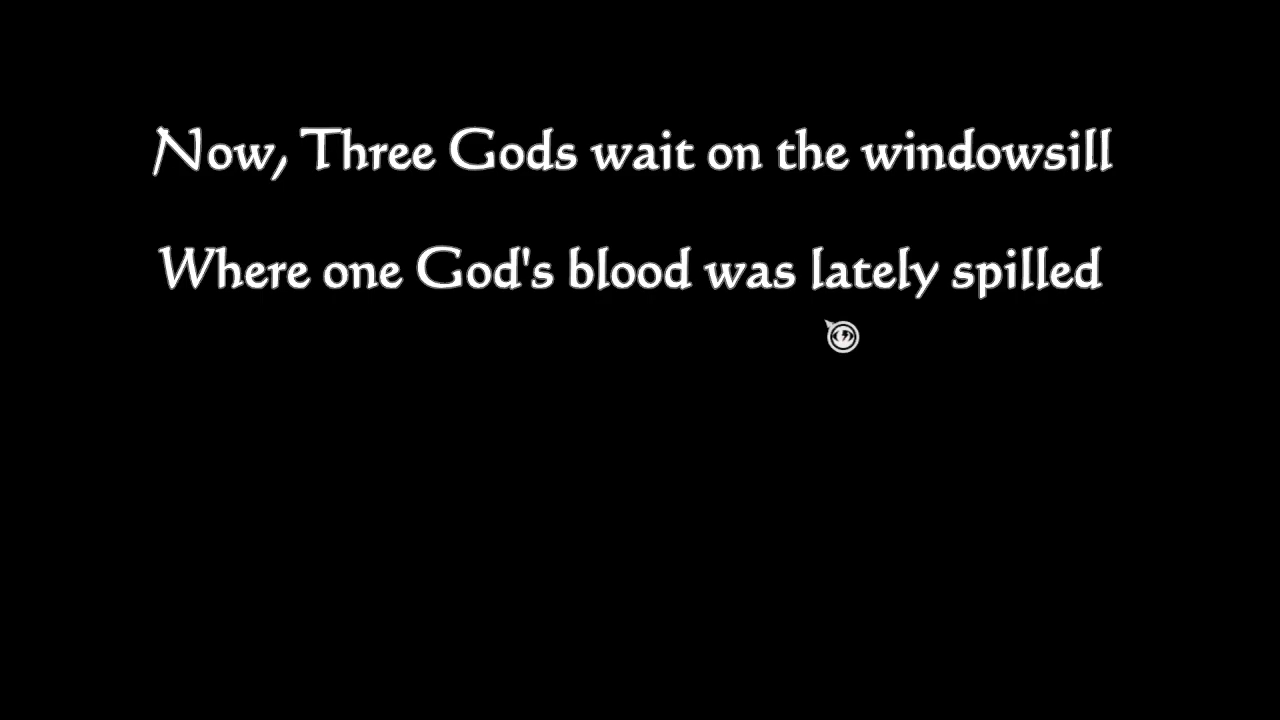 Now, Three Gods wait on the windowsill
Where one God's blood was lately spilled